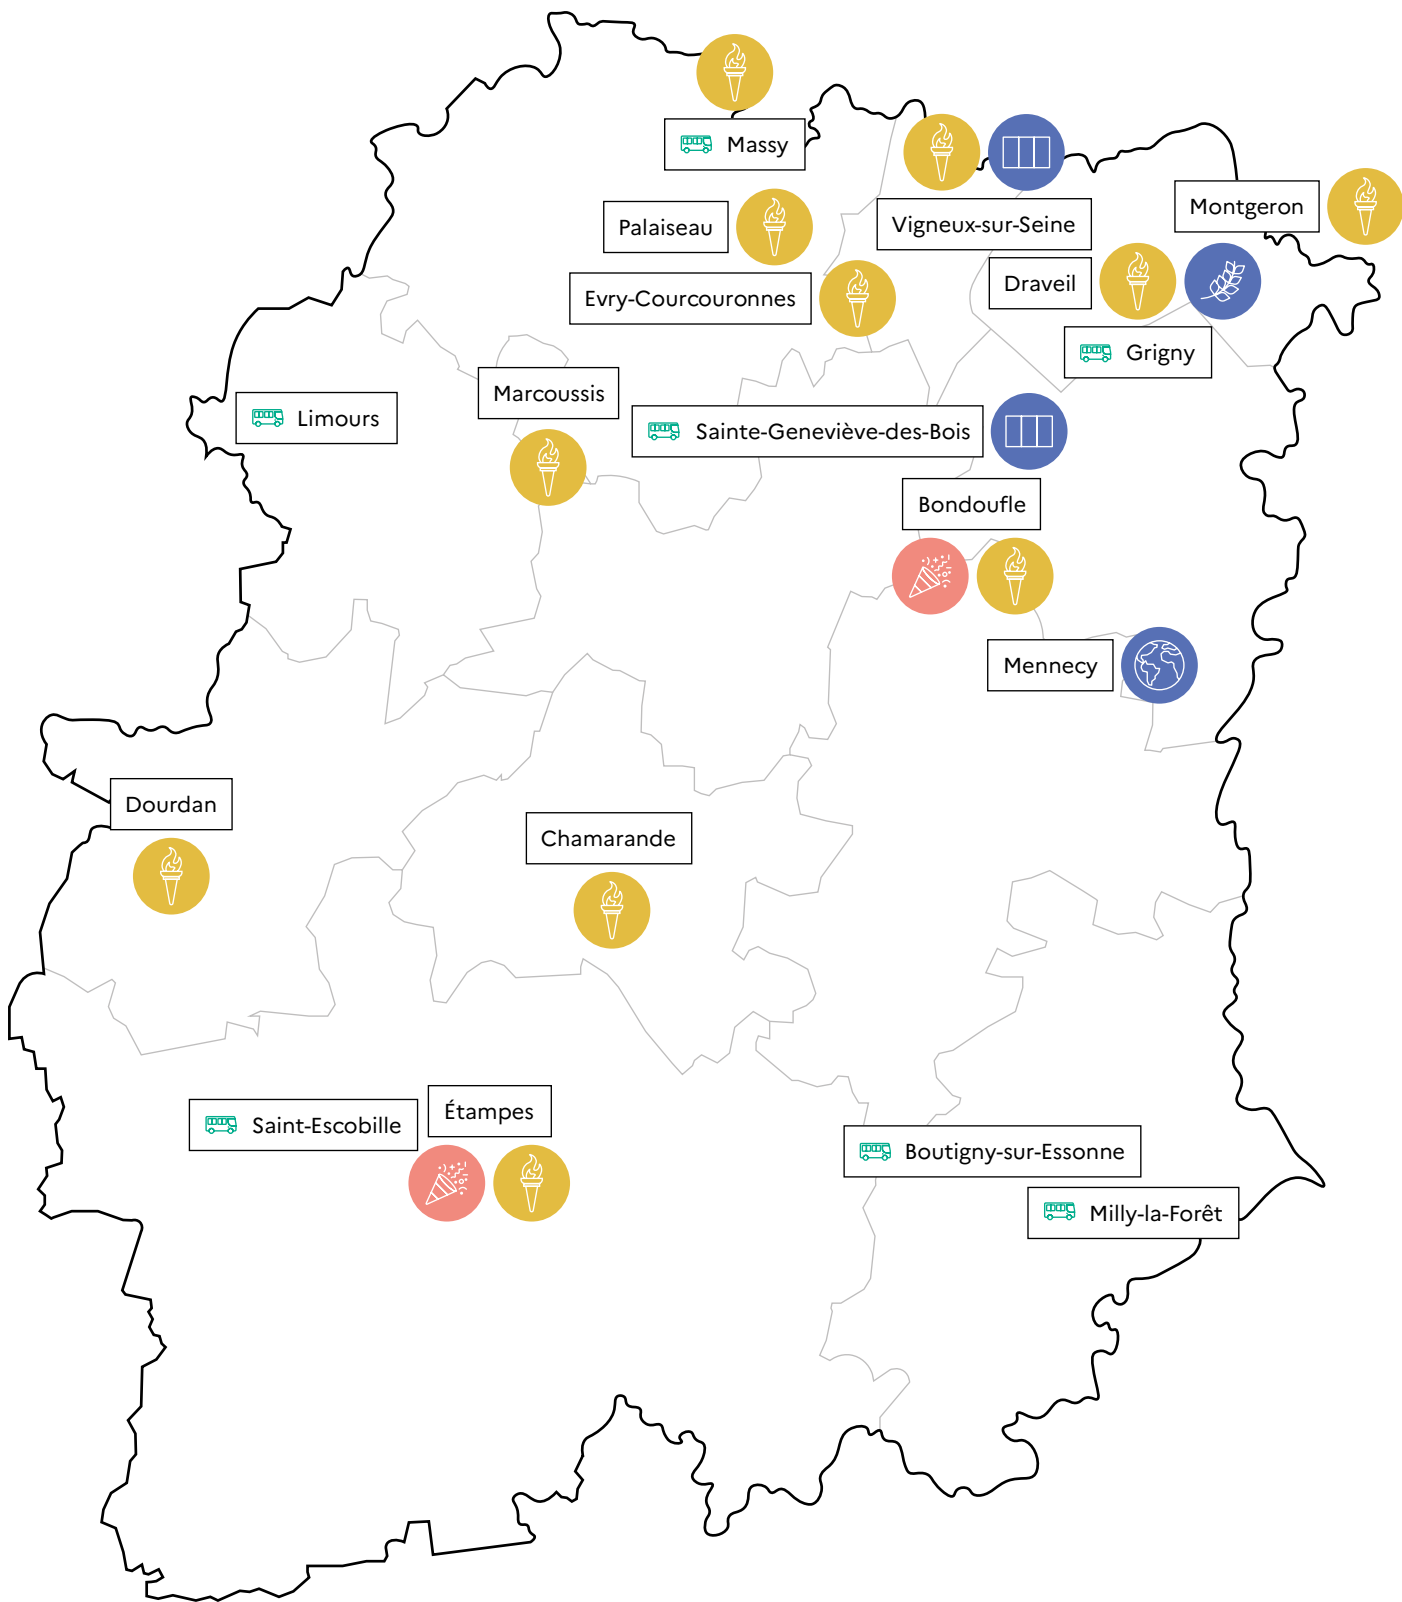 Massy
Vigneux-sur-Seine
Montgeron
Palaiseau
Draveil
Evry-Courcouronnes
Grigny
Marcoussis
Limours
Sainte-Geneviève-des-Bois
Bondoufle
Mennecy
Dourdan
Chamarande
Étampes
Saint-Escobille
Boutigny-sur-Essonne
Milly-la-Forêt